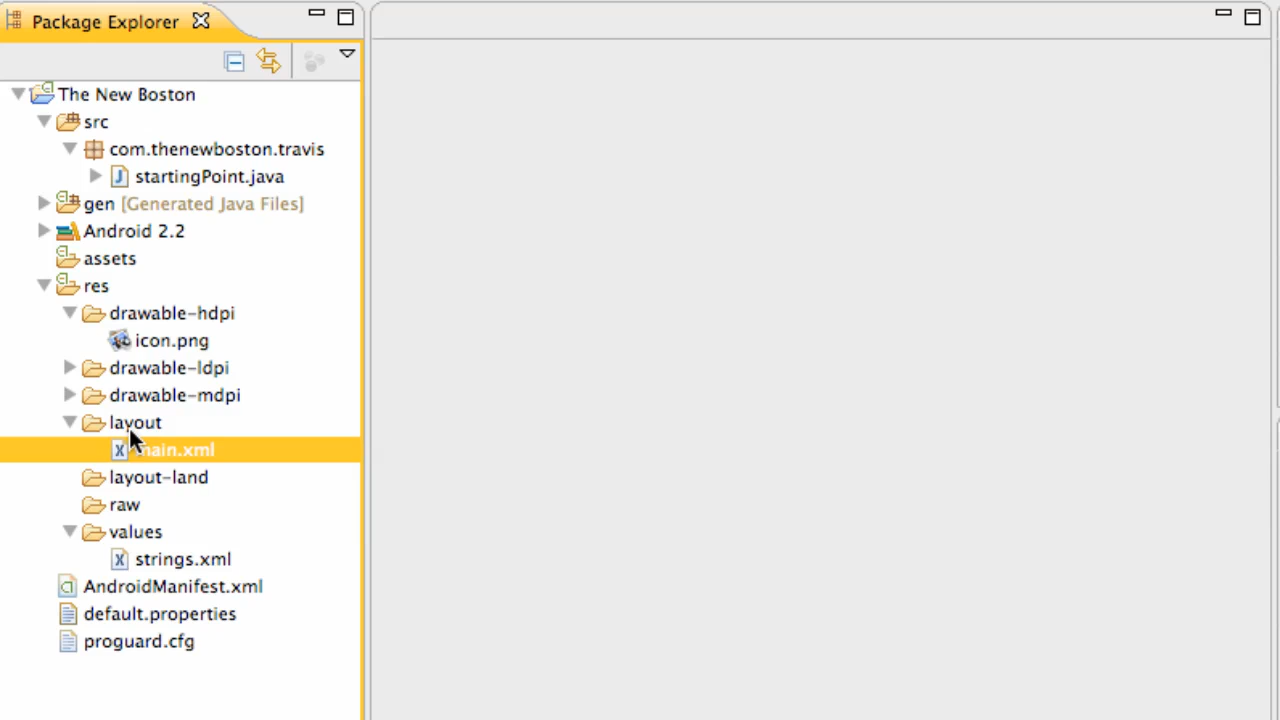 Package Explorer
The New Boston
src
com.thenewboston.travis
startingPoint.java
gen [Generated Java Files]
Android 2.2
assets
res
drawable-hdpi
icon.png
drawable-ldpi
drawable-mdpi
layout
main.xml
layout-land
raw
values
strings.xml
AndroidManifest.xml
default.properties
proguard.cfg